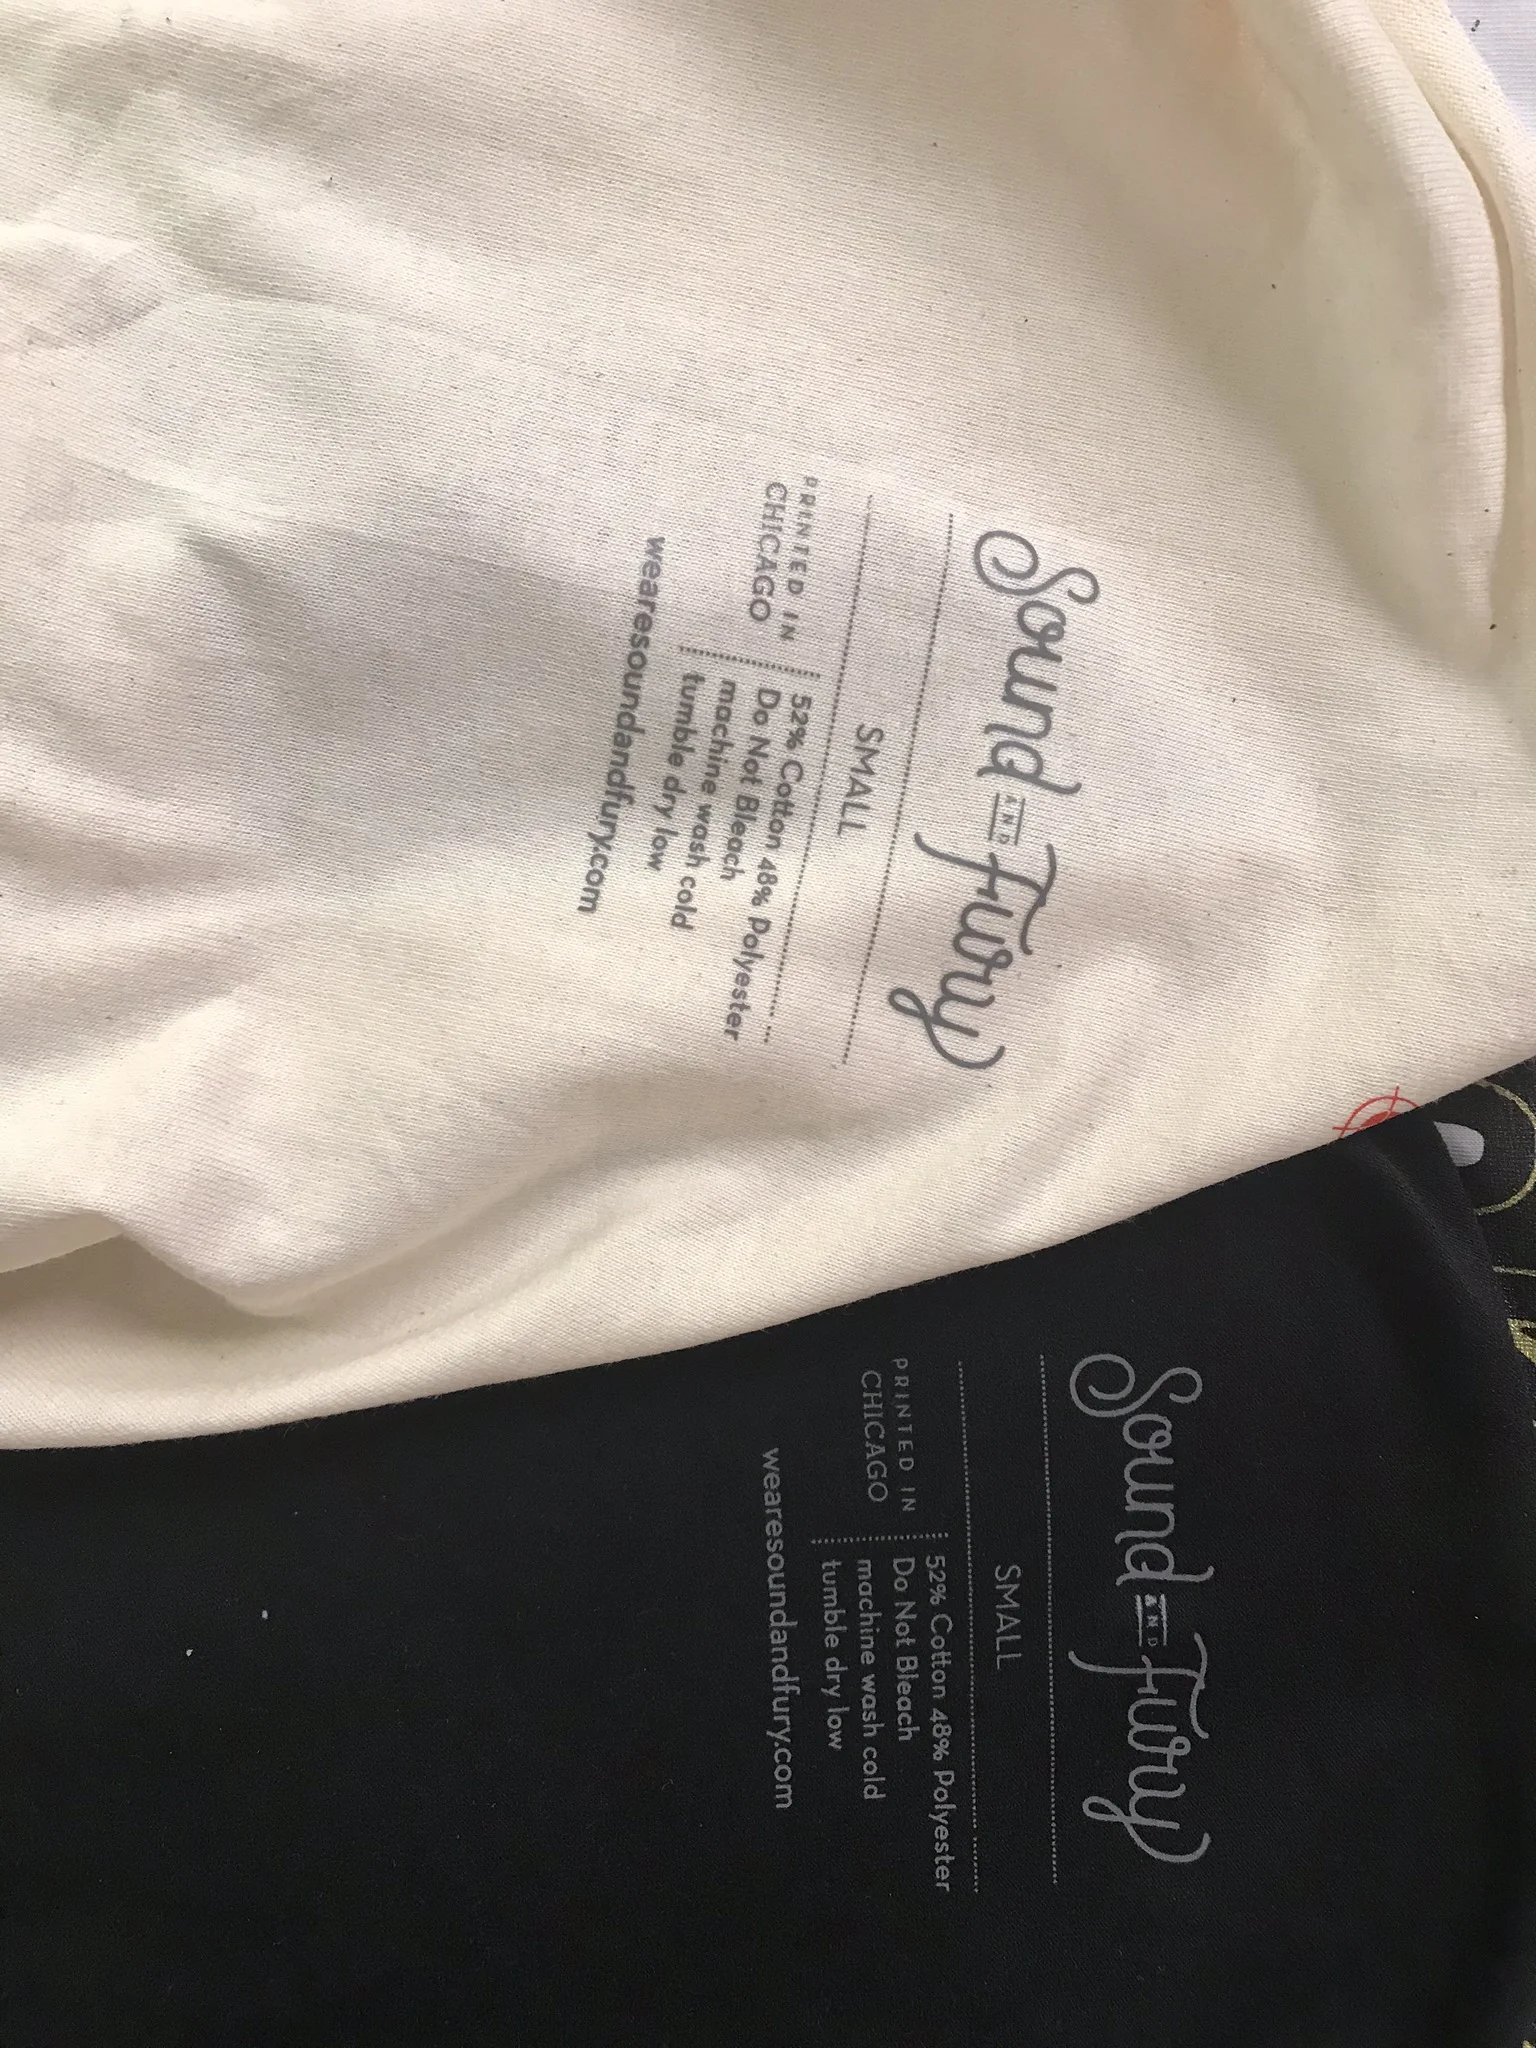 Sound AND Fury
SMALL
PRINTED IN
CHICAGO
52% Cotton 48% Polyester
Do Not Bleach
machine wash cold
tumble dry low
wearesoundandfury.com
Sound AND Fury
SMALL
PRINTED IN
CHICAGO
52% Cotton 48% Polyester
Do Not Bleach
machine wash cold
tumble dry low
wearesoundandfury.com